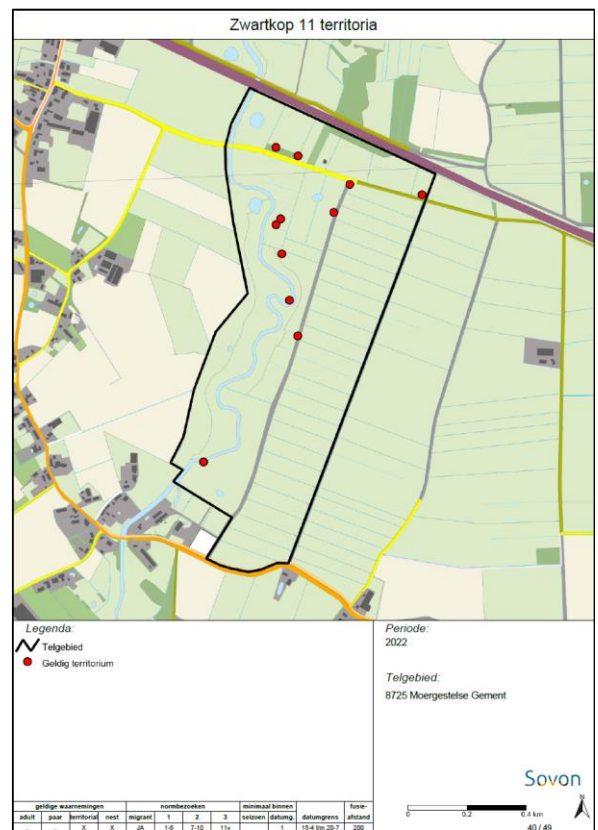 Zwartkop 11 territoria
Legenda:
Telgebied
Geldig territorium
Periode:
2022
Telgebied:
8725 Moergestelse Gement
Sovon
geldige waarnemingen normbezoeken minimaal binnen fusie-
adult paar territorial nest migrant 1 2 3 seizoen datumg. datumgrens afstand
- - X X JA 1-6 7-10 11+ 1 15-4 t/m 20-7 200
N
0 0.2 0.4 km
40 / 49